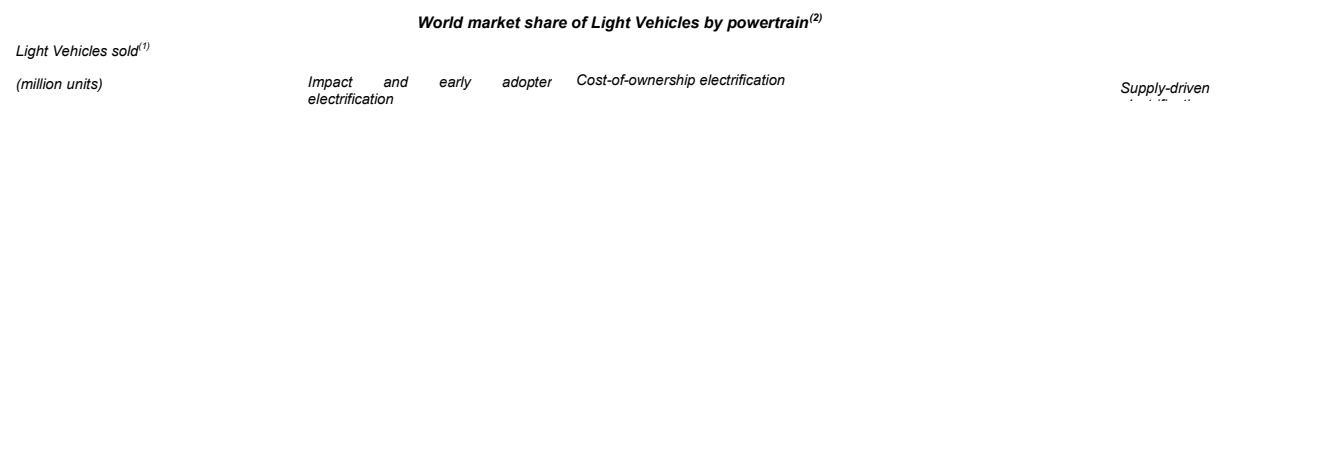 World market share of Light Vehicles by powertrain(2)
Light Vehicles sold(1)
(million units)
Impact and early adopter
electrification
Cost-of-ownership electrification
Supply-driven